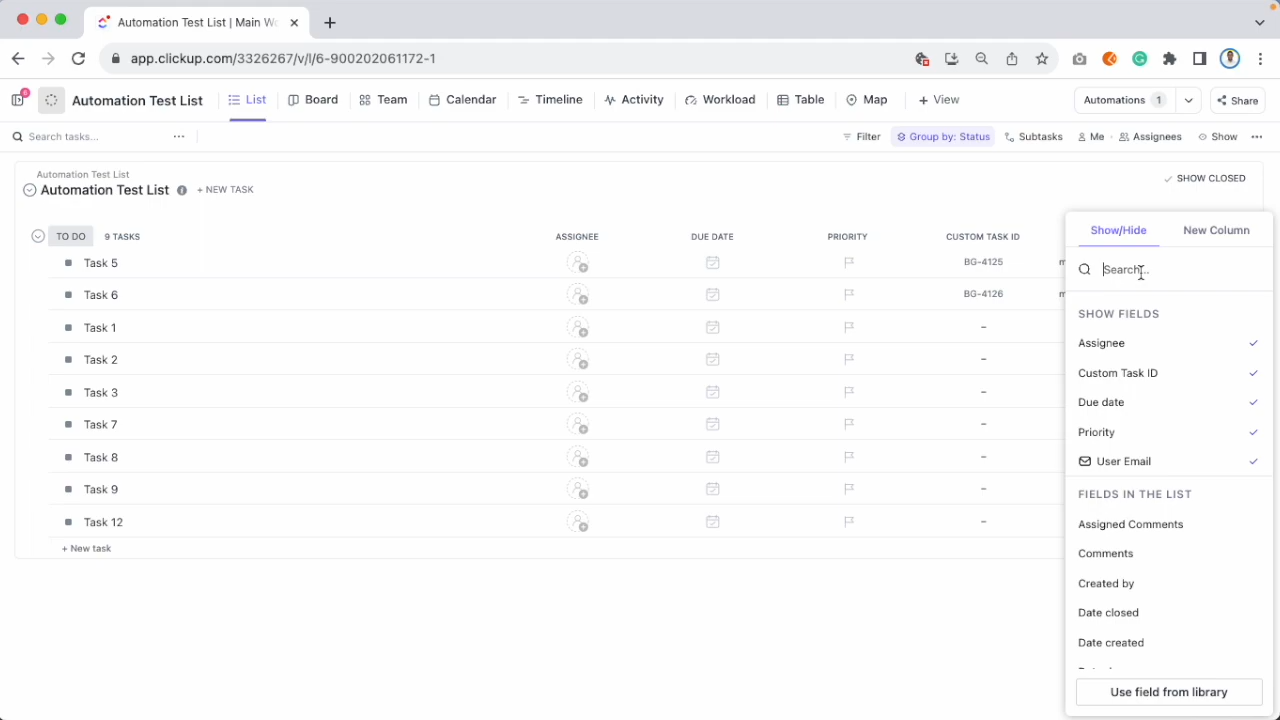 Automation Test List | Main Wo
app.clickup.com/3326267/v/l/6-900202061172-1
8
Automation Test List
List
Board
Team
Calendar
Timeline
Activity
Workload
Table
Map
+ View
Automations 1
Share
Search tasks...
Filter
Group by: Status
Subtasks
Me
Assignees
Show
Automation Test List
Automation Test List
+ NEW TASK
SHOW CLOSED
TO DO 9 TASKS ASSIGNEE DUE DATE PRIORITY CUSTOM TASK ID
Task 5 BG-4125 m
Task 6 BG-4126 m
Task 1 –
Task 2 –
Task 3 –
Task 7 –
Task 8 –
Task 9 –
Task 12 –
+ New task
Show/Hide New Column
Search...
SHOW FIELDS
Assignee
Custom Task ID
Due date
Priority
User Email
FIELDS IN THE LIST
Assigned Comments
Comments
Created by
Date closed
Date created
Use field from library